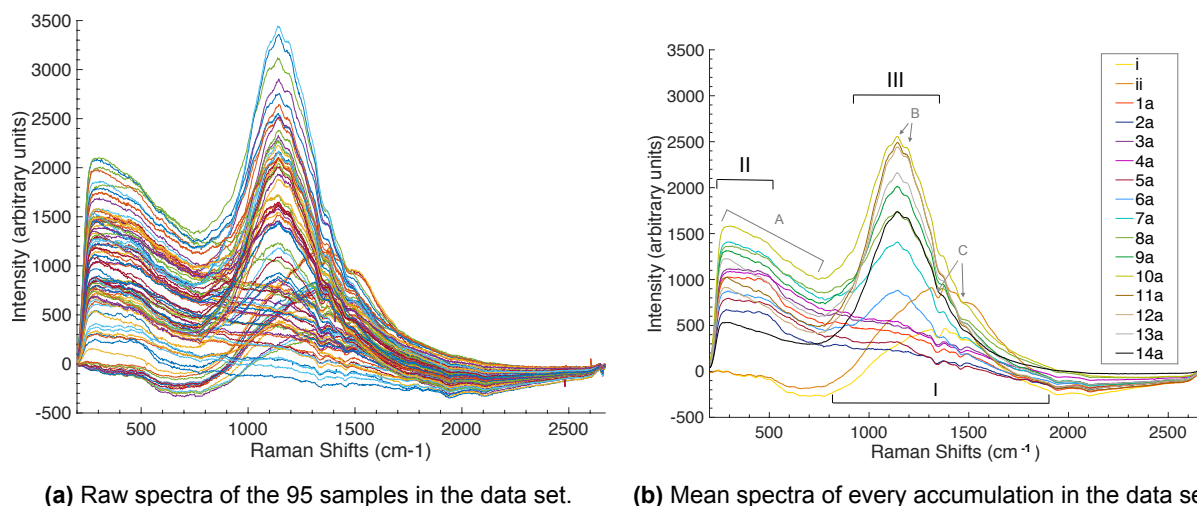 3500
3000
2500
2000
1500
1000
500
0
-500
Intensity (arbitrary units)
500
1000
1500
2000
2500
Raman Shifts (cm-1)
(a) Raw spectra of the 95 samples in the data set.
3500
3000
2500
2000
1500
1000
500
0
-500
Intensity (arbitrary units)
II
A
III
B
C
I
i
ii
1a
2a
3a
4a
5a
6a
7a
8a
9a
10a
11a
12a
13a
14a
500
1000
1500
2000
2500
Raman Shifts (cm-1)
(b) Mean spectra of every accumulation in the data se